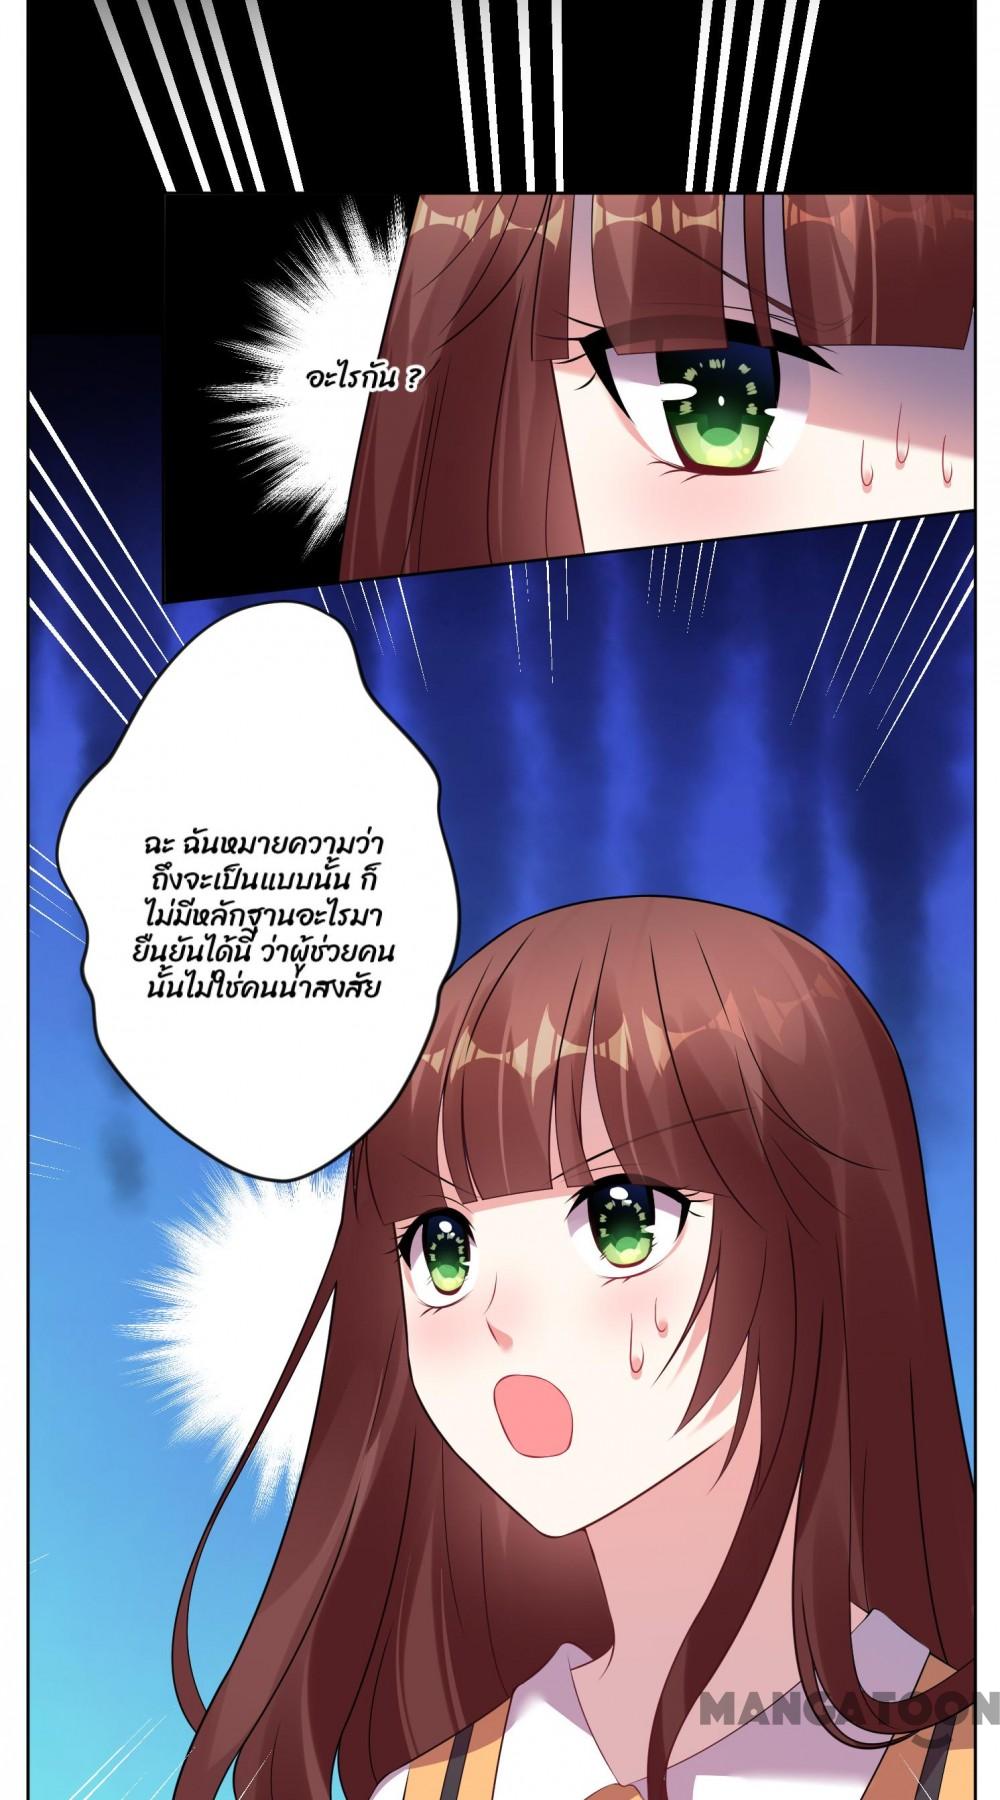 อะไรกัน ?
ฉะ ฉันหมายความว่า
ถึงจะเป็นแบบนั้น ก็
ไม่มีหลักฐานอะไรมา
ยืนยันได้นี่ ว่าผู้ช่วยคน
นั้นไม่ใช่คนน่าสงสัย
MANGATOON